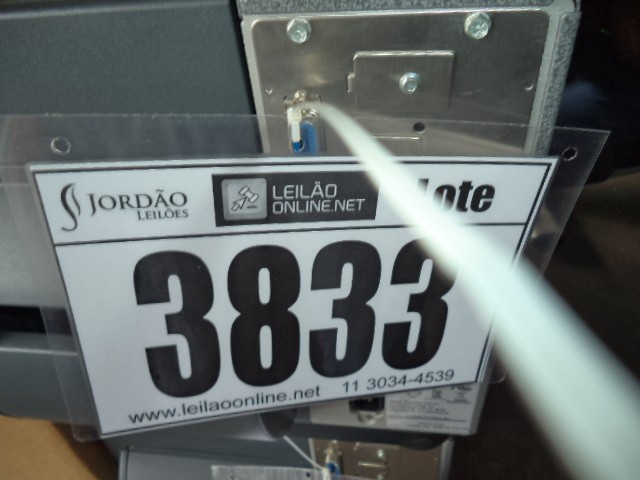 JORDÃO
LEILÕES
LEILÃO
ONLINE.NET
lote
3833
www.leilaoonline.net 11 3034-4539